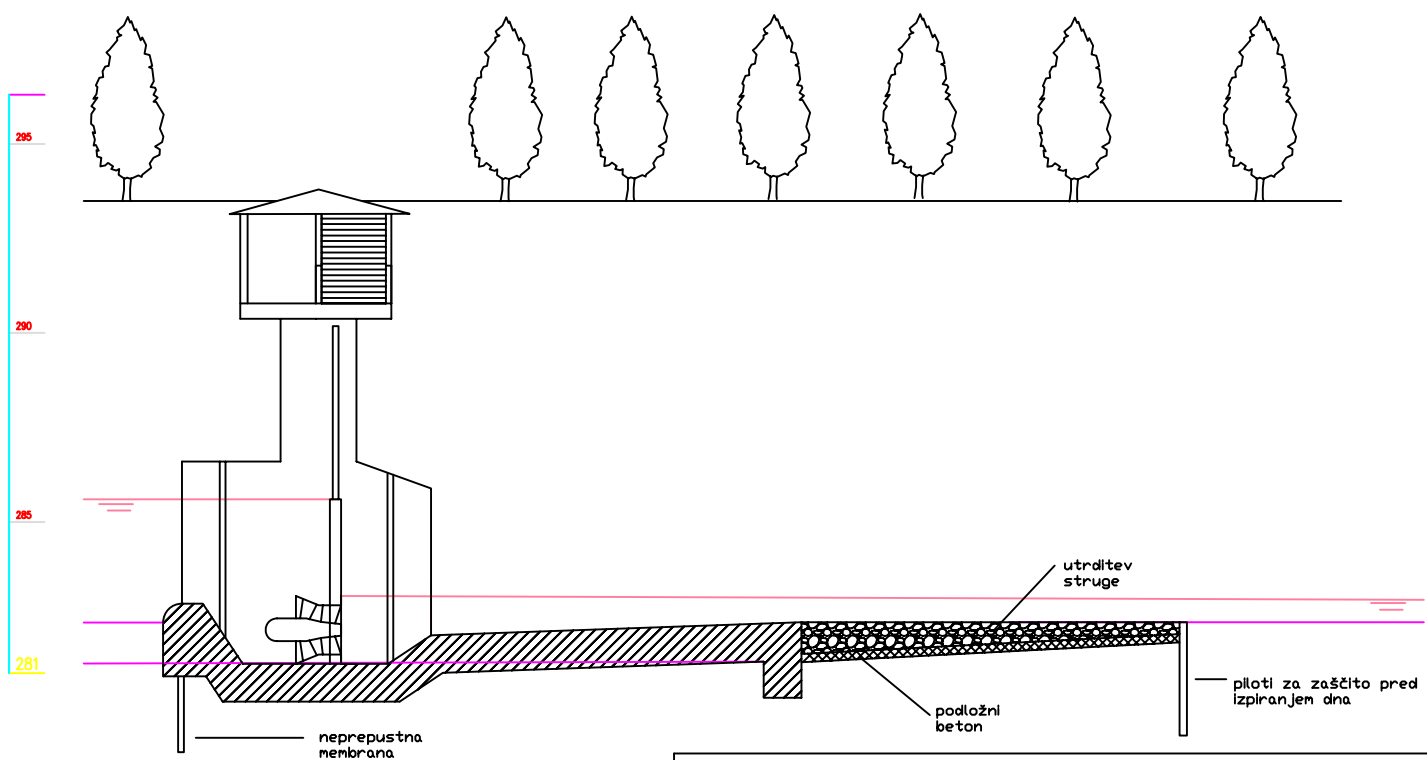 295
290
285
281
utrditev
struge
podložni
beton
piloti za zaščito pred
izpiranjem dna
neprepustna
membrana